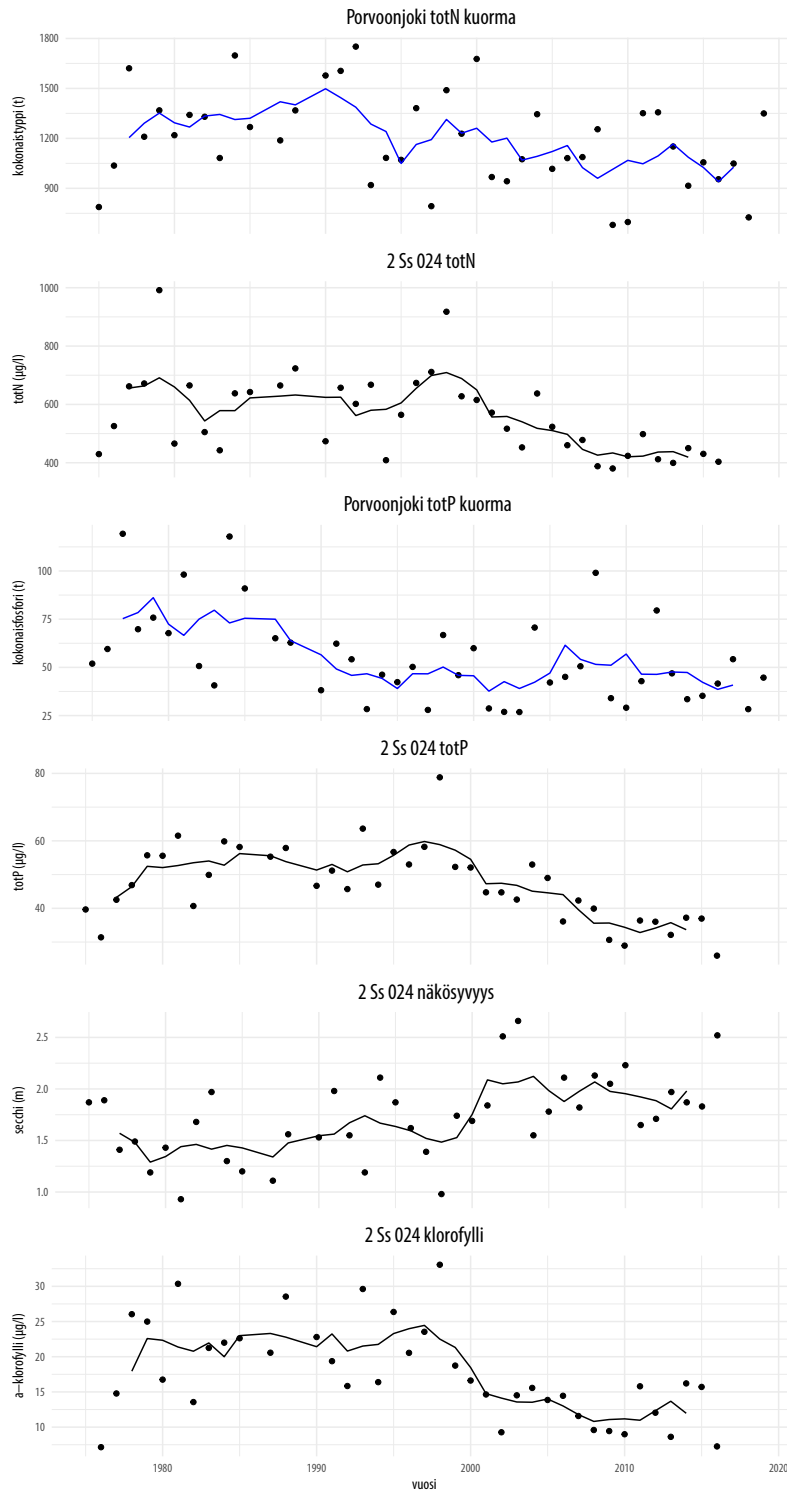 Porvoonjoki totN kuorma
1800
1500
1200
900
kokonaistyppi (t)
2 Ss 024 totN
1000
800
600
400
totN (µg/l)
Porvoonjoki totP kuorma
100
75
50
25
kokonaisfosfori (t)
2 Ss 024 totP
80
60
40
totP (µg/l)
2 Ss 024 näkösyvyys
2.5
2.0
1.5
1.0
secchi (m)
2 Ss 024 klorofylli
30
25
20
15
10
a−klorofylli (µg/l)
1980 1990 2000 2010 2020
vuosi